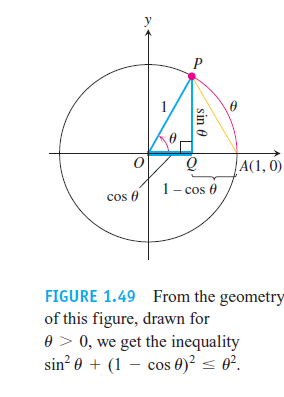 y
P
1
θ
sin θ
θ
O
Q
A(1, 0)
cos θ
1 – cos θ
FIGURE 1.49 From the geometry
of this figure, drawn for
θ > 0, we get the inequality
sin² θ + (1 − cos θ)² ≤ θ².